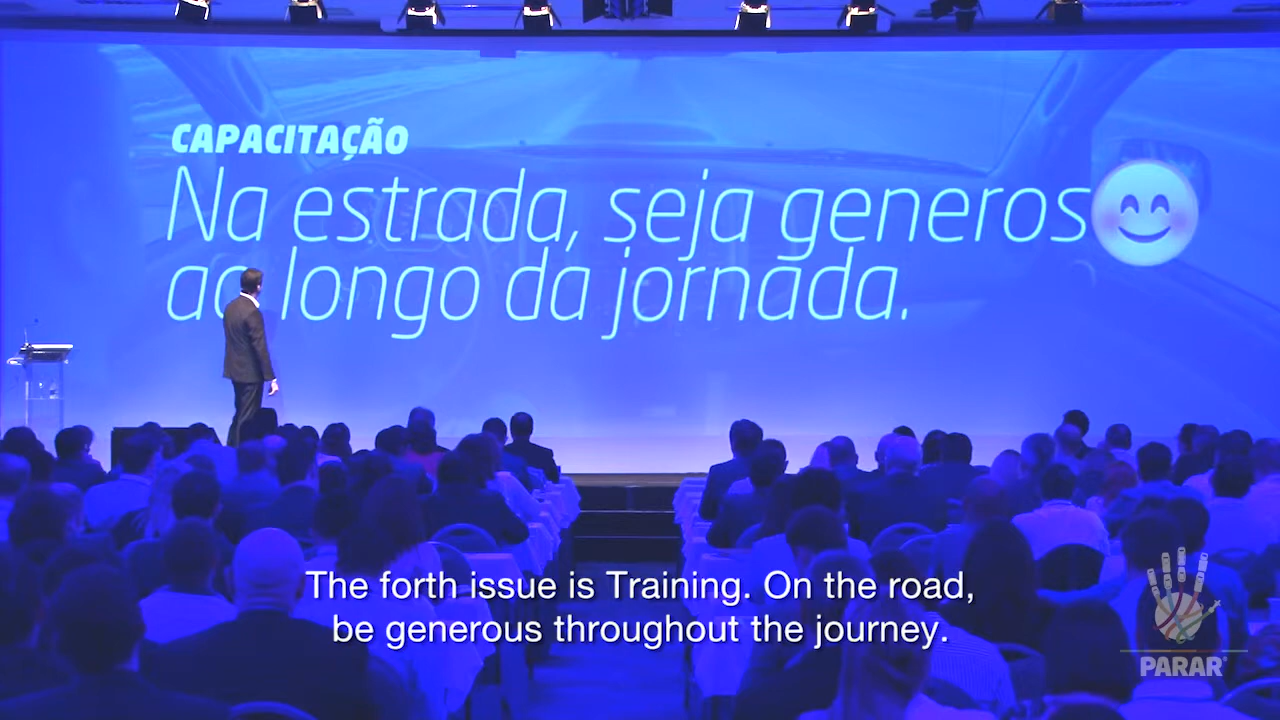 CAPACITAÇÃO
Na estrada, seja generos
ao longo da jornada.
The forth issue is Training. On the road,
be generous throughout the journey.
PARAR